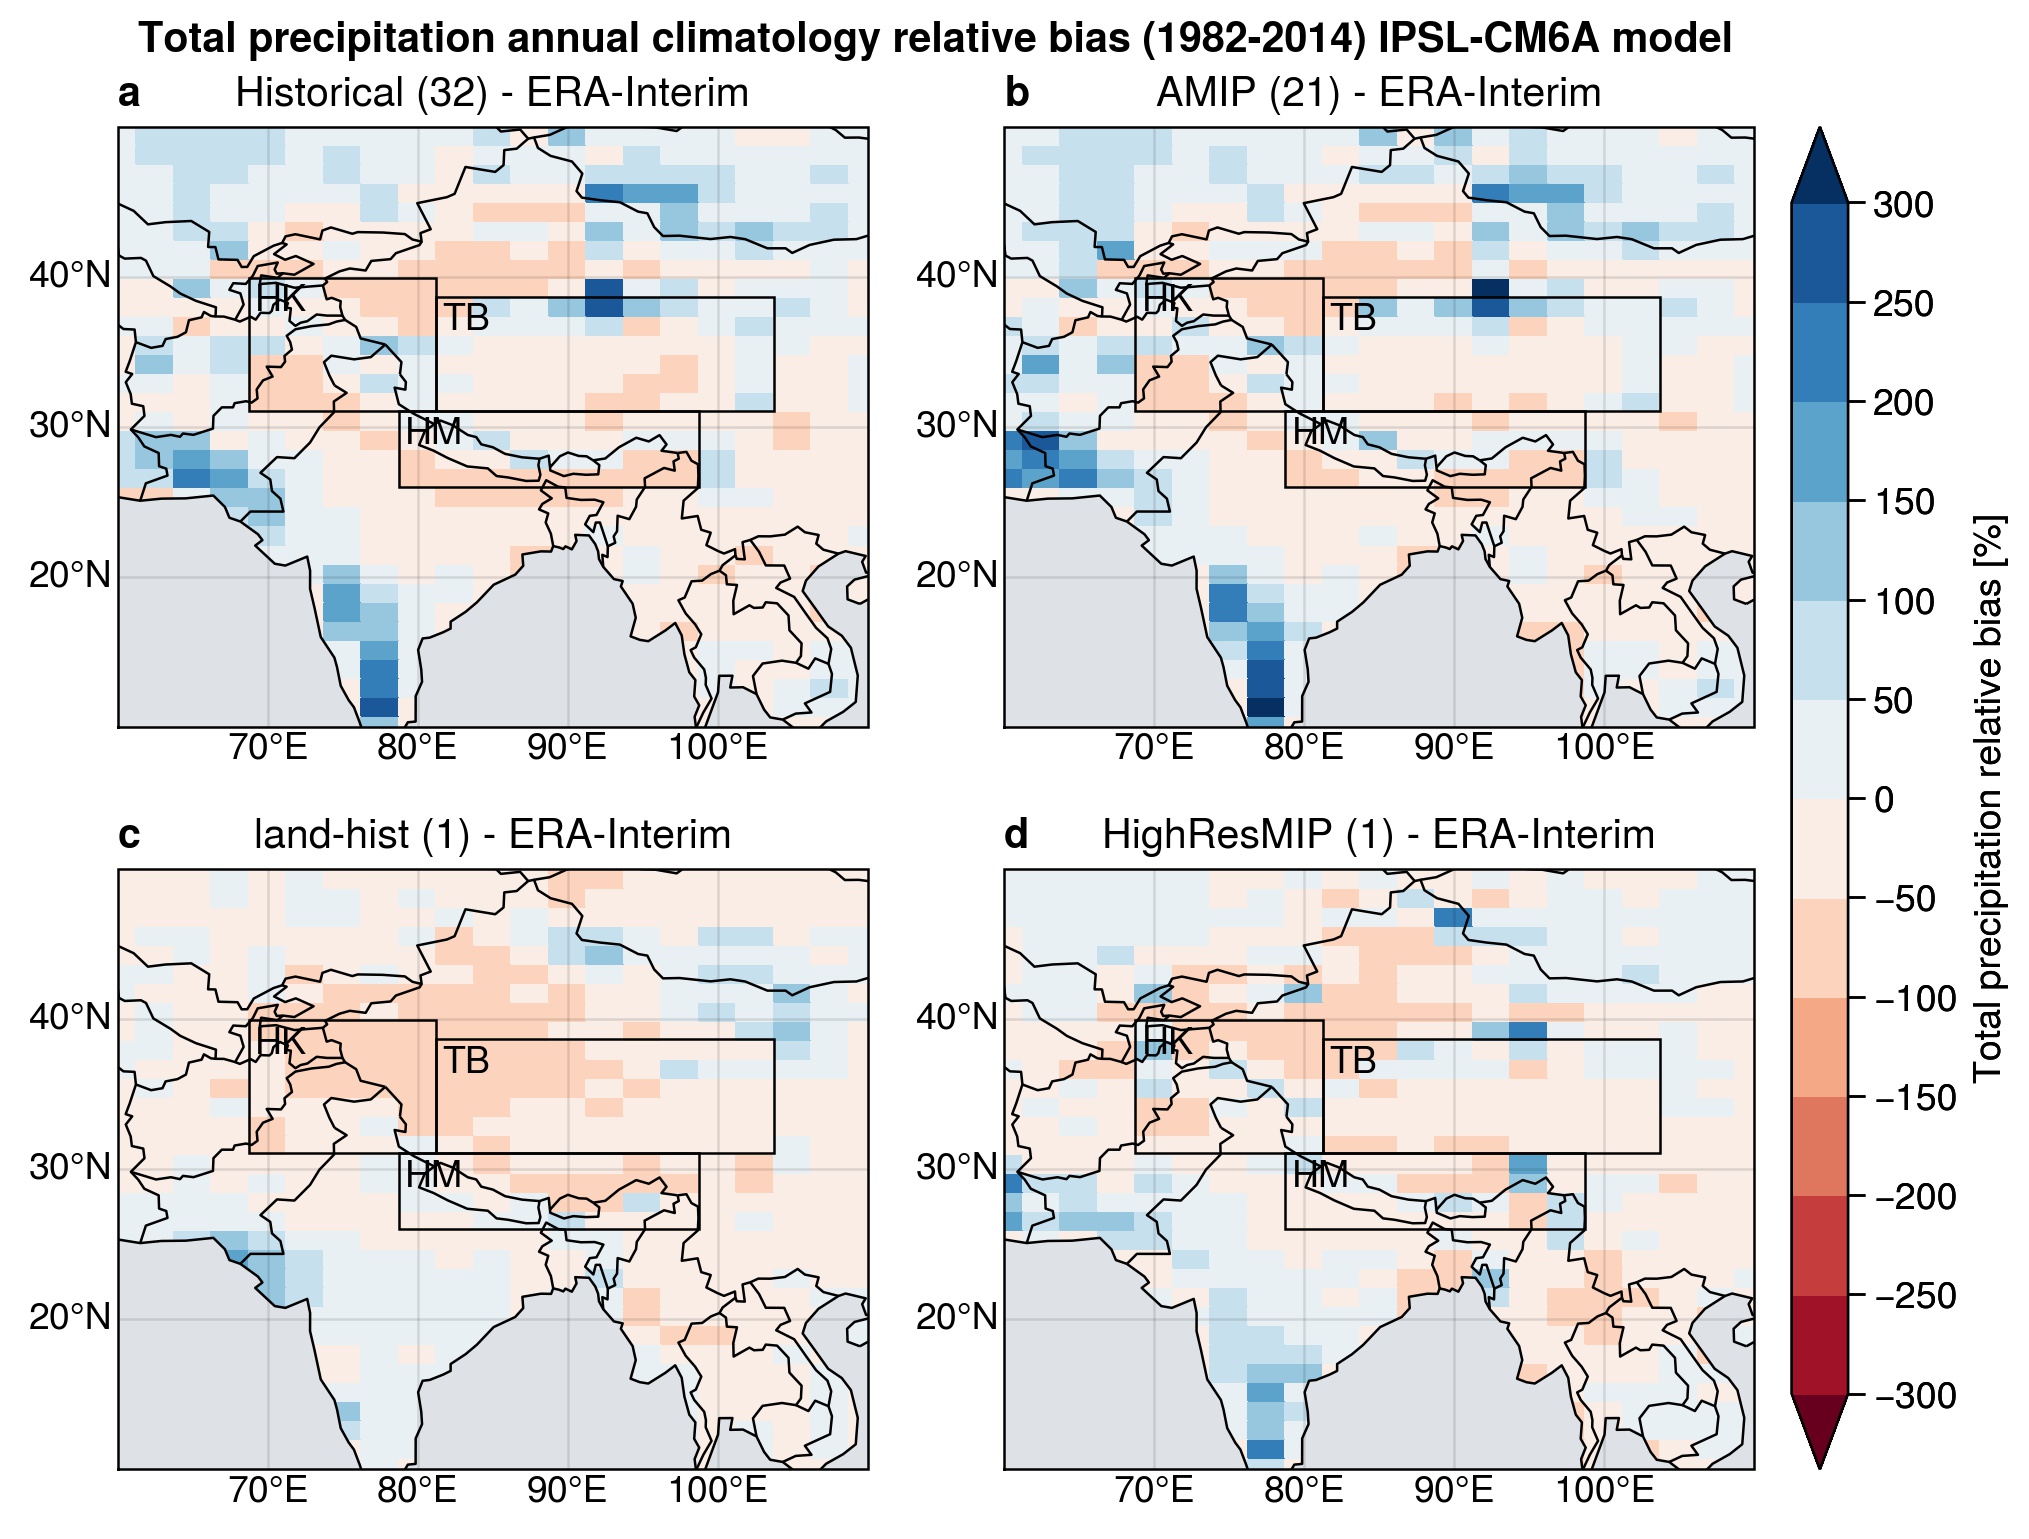 Total precipitation annual climatology relative bias (1982-2014) IPSL-CM6A model
a Historical (32) - ERA-Interim
b AMIP (21) - ERA-Interim
40°N
30°N
20°N
HK
TB
HM
70°E 80°E 90°E 100°E
40°N
30°N
20°N
HK
TB
HM
70°E 80°E 90°E 100°E
c land-hist (1) - ERA-Interim
d HighResMIP (1) - ERA-Interim
40°N
30°N
20°N
HK
TB
HM
70°E 80°E 90°E 100°E
40°N
30°N
20°N
HK
TB
HM
70°E 80°E 90°E 100°E
300
250
200
150
100
50
0
−50
−100
−150
−200
−250
−300
Total precipitation relative bias [%]